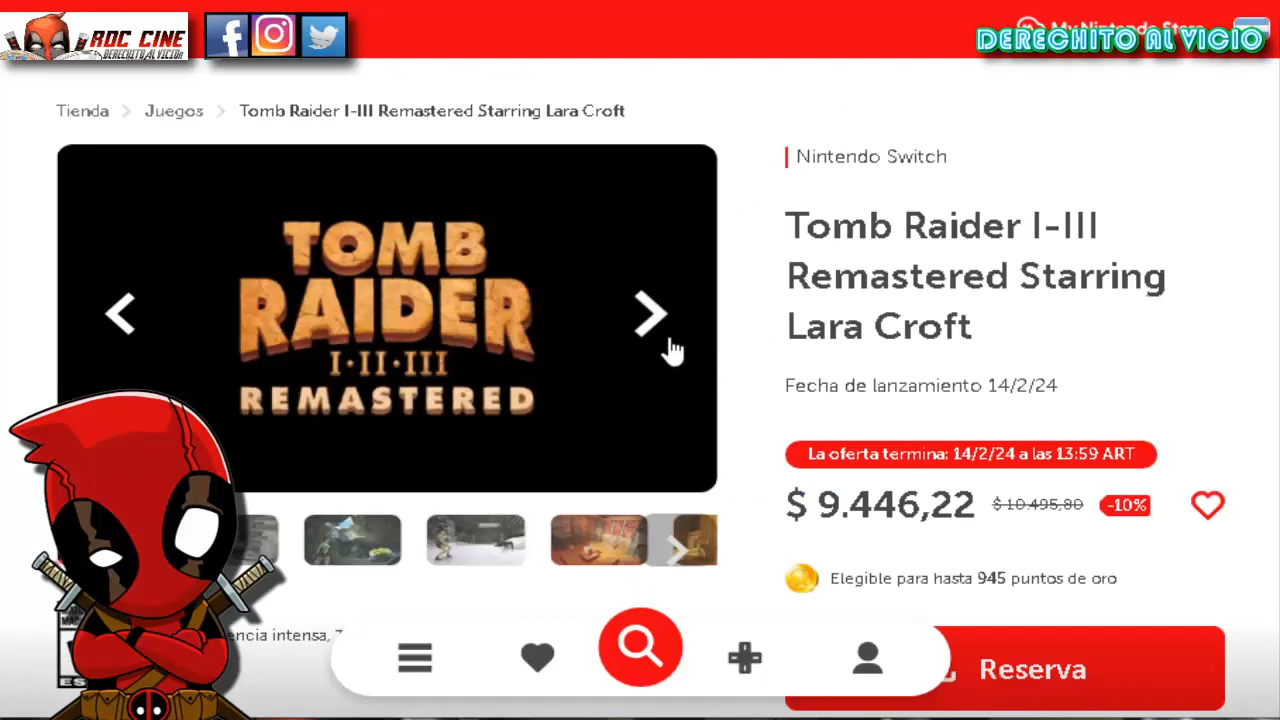 RDC CINE
DERECHITO AL VICIO
My Nintendo Store
DERECHITO AL VICIO
Tienda > Juegos > Tomb Raider I-III Remastered Starring Lara Croft
TOMB
RAIDER
I·II·III
REMASTERED
Nintendo Switch
Tomb Raider I-III
Remastered Starring
Lara Croft
Fecha de lanzamiento 14/2/24
La oferta termina: 14/2/24 a las 13:59 ART
$ 9.446,22 $ 10.495,80 -10%
Elegible para hasta 945 puntos de oro
encia intensa,
Reserva